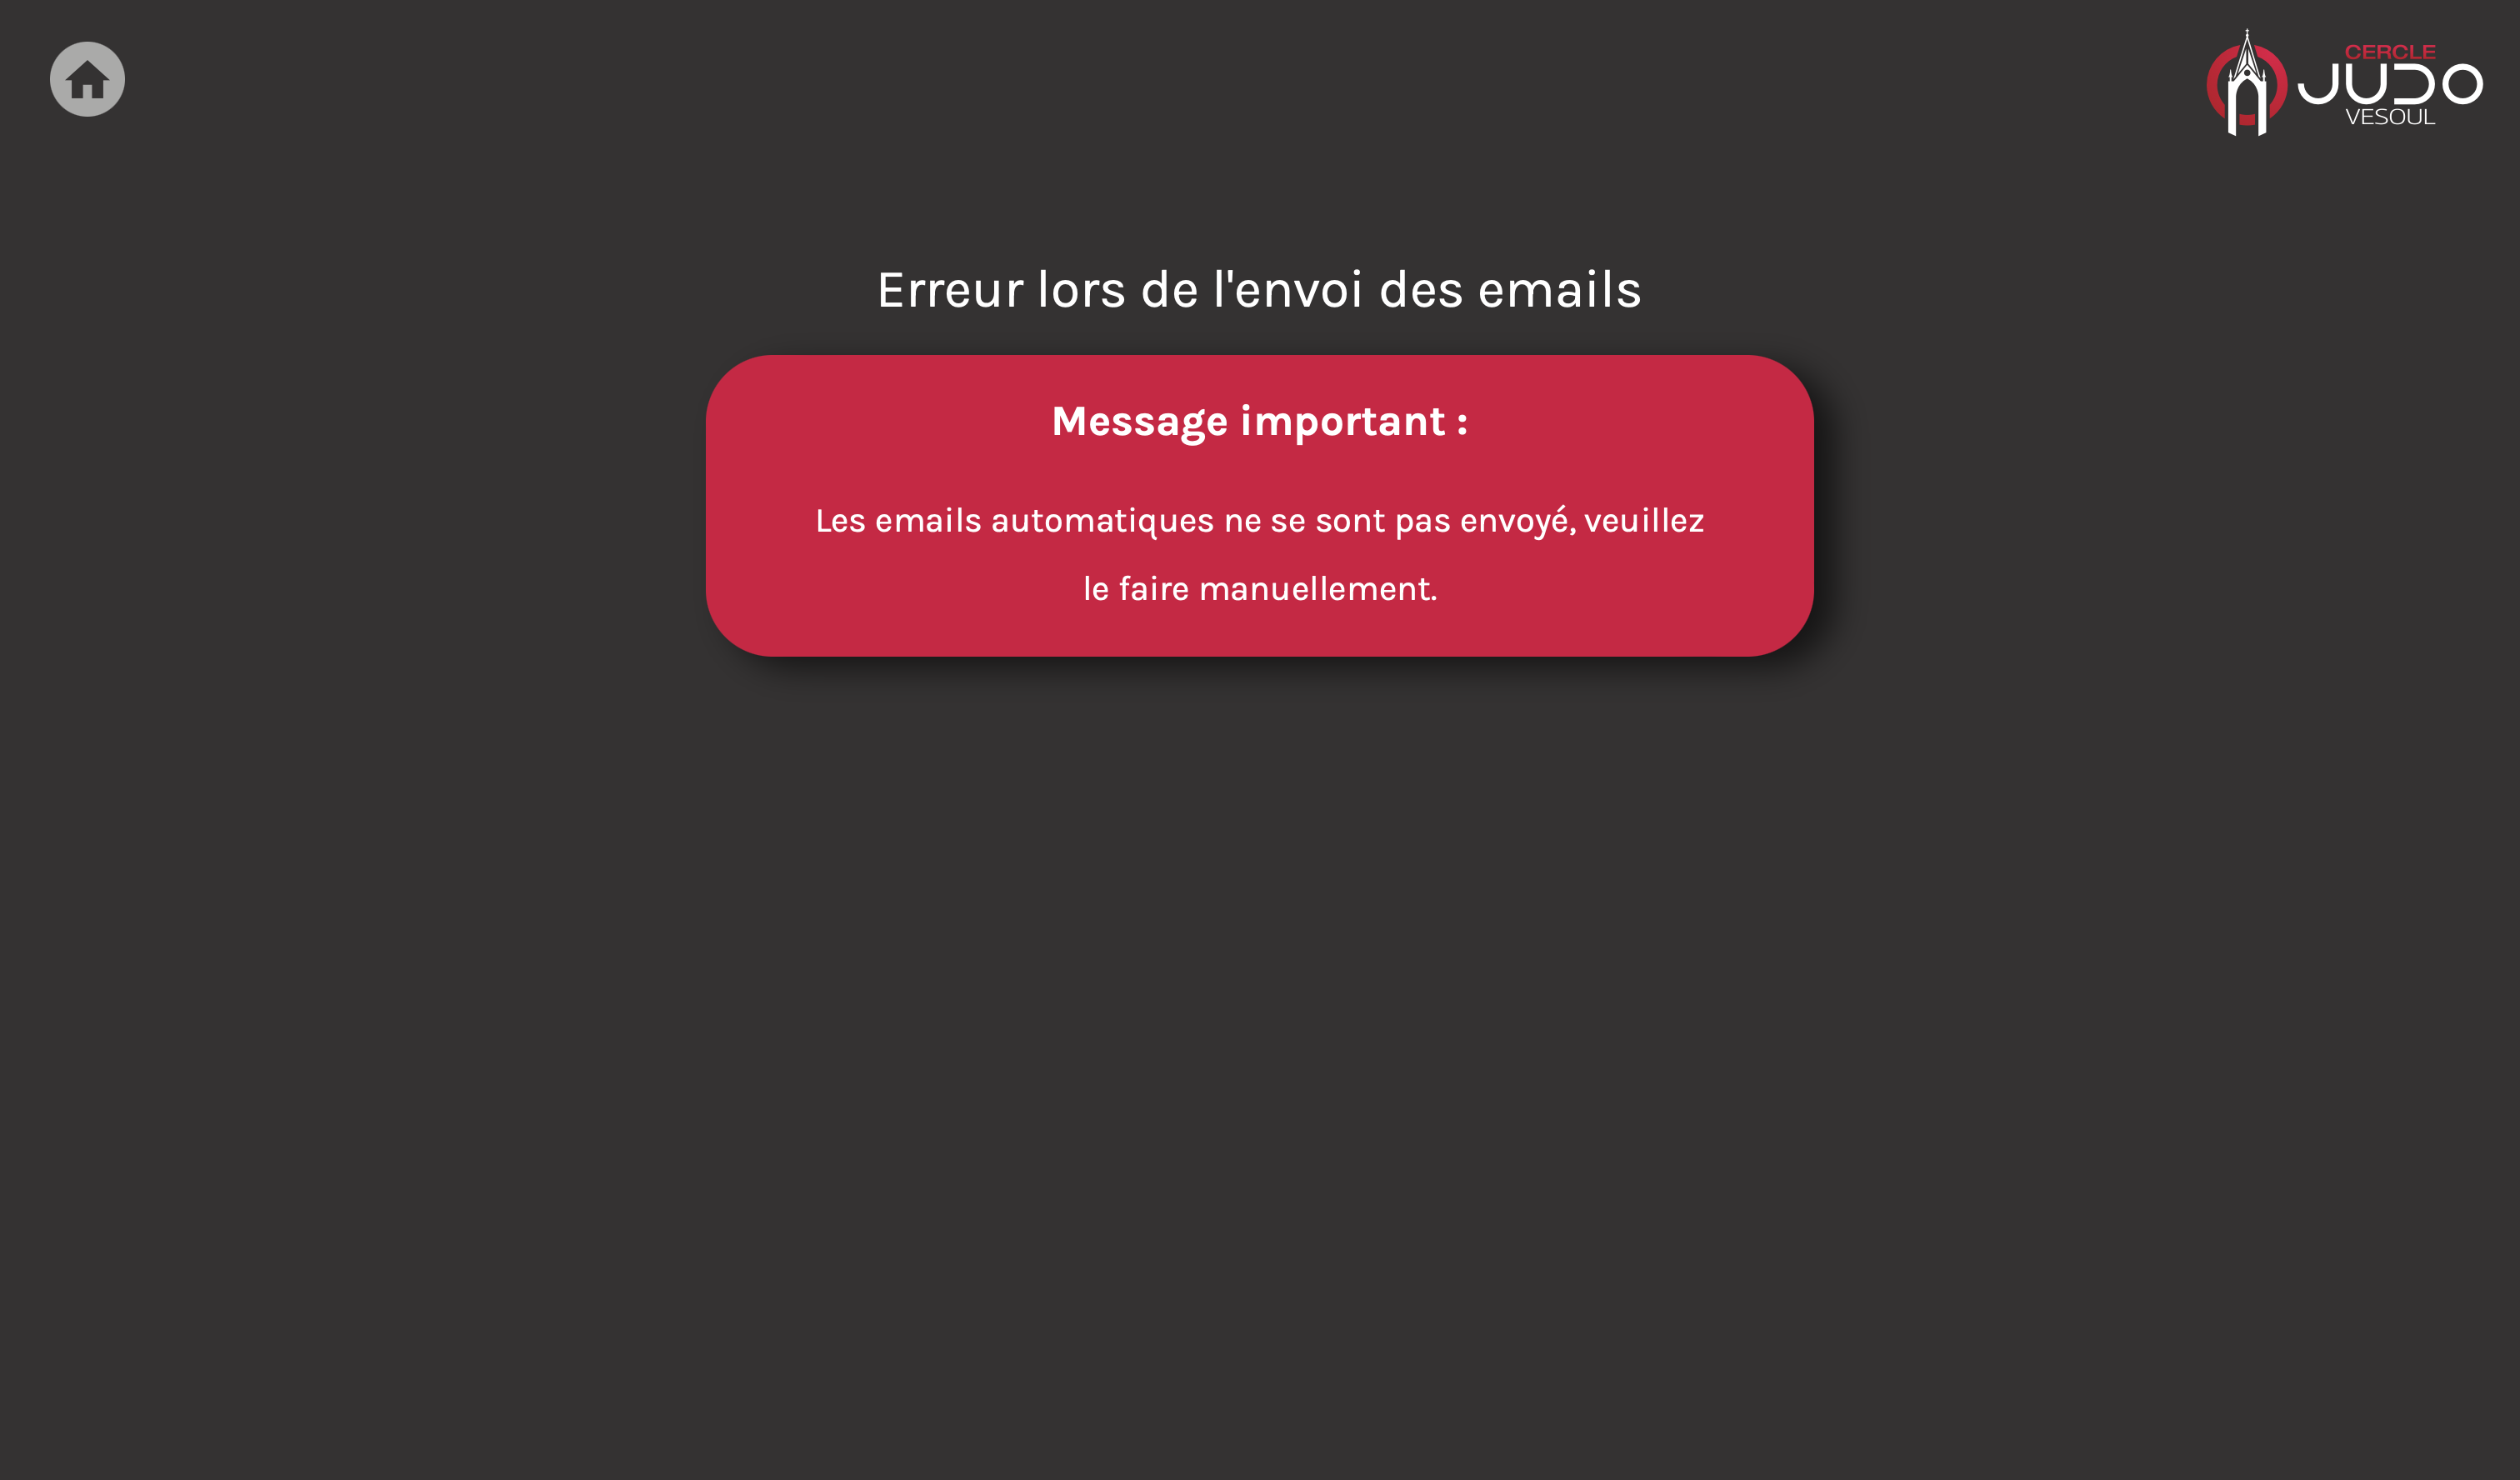 CERCLE
JUDO
VESOUL
Erreur lors de l'envoi des emails
Message important :
Les emails automatiques ne se sont pas envoyé, veuillez
le faire manuellement.